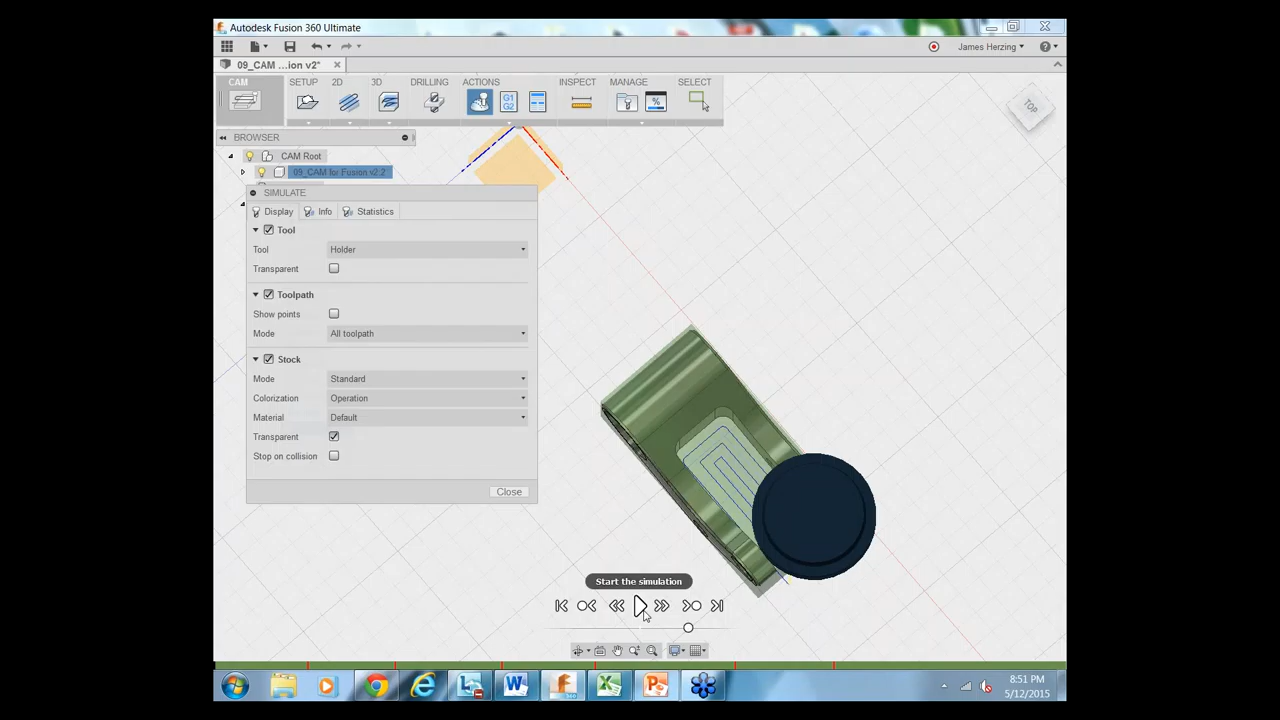 Autodesk Fusion 360 Ultimate
James Herzing
09_CAM ...ion v2*
CAM
SETUP
2D
3D
DRILLING
ACTIONS
INSPECT
MANAGE
SELECT
G1
G2
%
TOP
BROWSER
CAM Root
09_CAM for Fusion v2:2
SIMULATE
Display
Info
Statistics
Tool
Tool
Holder
Transparent
Toolpath
Show points
Mode
All toolpath
Stock
Mode
Standard
Colorization
Operation
Material
Default
Transparent
Stop on collision
Close
Start the simulation
8:51 PM
5/12/2015